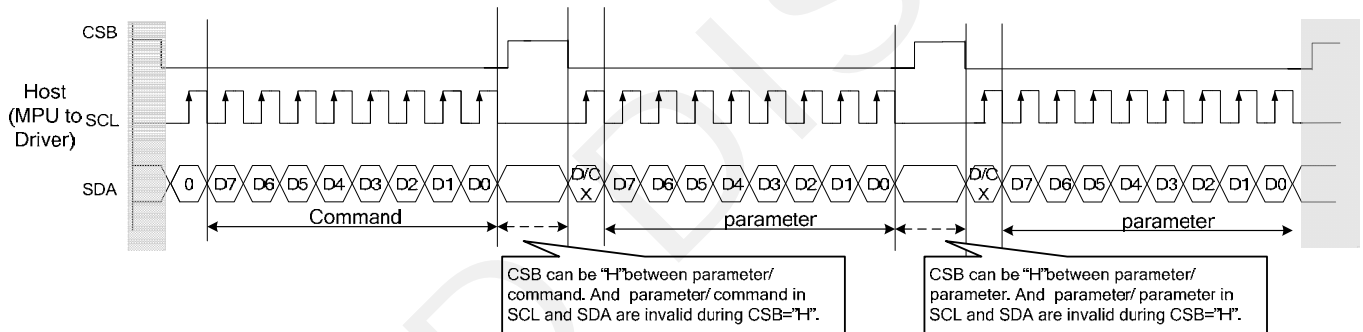 CSB
Host
(MPU to
Driver)
SCL
SDA
0 D7 D6 D5 D4 D3 D2 D1 D0 D/C X D7 D6 D5 D4 D3 D2 D1 D0 D/C X D7 D6 D5 D4 D3 D2 D1 D0
Command parameter parameter
CSB can be "H"between parameter/
command. And parameter/ command in
SCL and SDA are invalid during CSB="H".
CSB can be "H"between parameter/
parameter. And parameter/ parameter in
SCL and SDA are invalid during CSB="H".